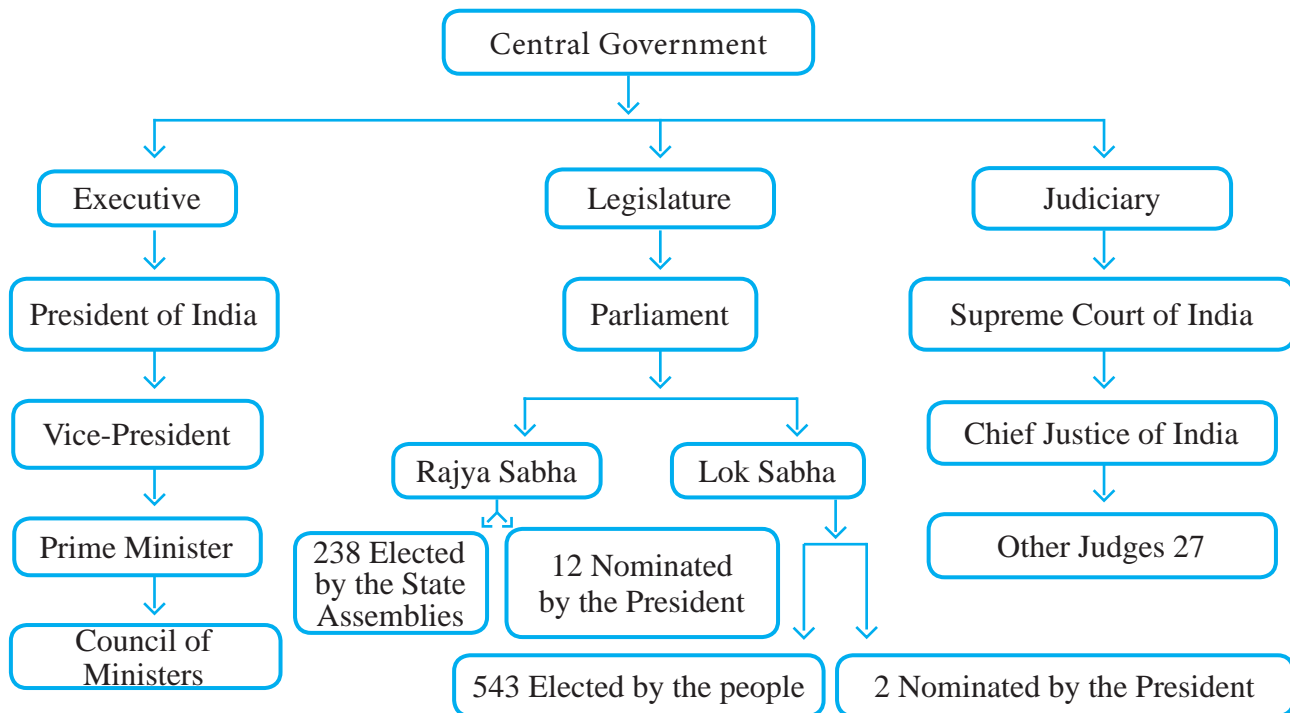 Central Government
Executive
Legislature
Judiciary
President of India
Parliament
Supreme Court of India
Vice-President
Rajya Sabha
Lok Sabha
Chief Justice of India
Prime Minister
238 Elected
by the State
Assemblies
12 Nominated
by the President
Other Judges 27
Council of
Ministers
543 Elected by the people
2 Nominated by the President